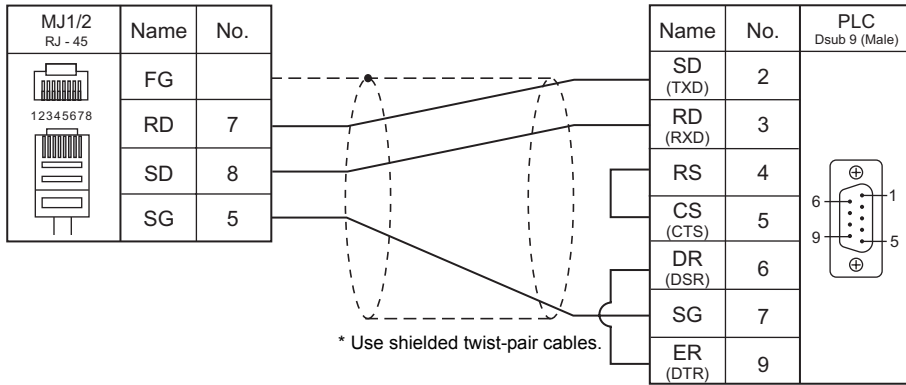 MJ1/2
RJ - 45
Name No.
FG
RD 7
SD 8
SG 5
12345678
* Use shielded twist-pair cables.
Name No.
PLC
Dsub 9 (Male)
SD
(TXD)
2
RD
(RXD)
3
RS 4
CS
(CTS)
5
DR
(DSR)
6
SG 7
ER
(DTR)
9
6 1
9 5